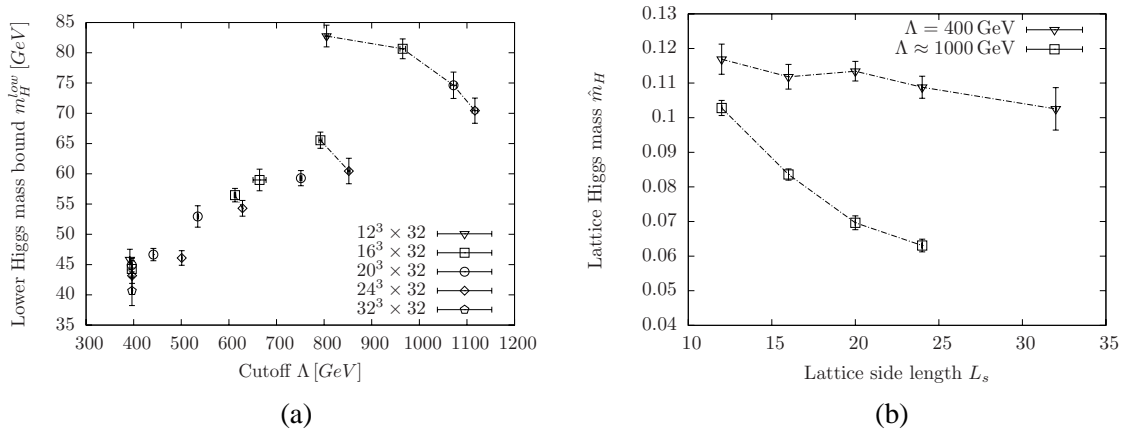 85
80
75
70
65
60
55
50
45
40
35
300 400 500 600 700 800 900 1000 1100 1200
Lower Higgs mass bound m_H^{low} [GeV]
Cutoff Λ [GeV]
12³ × 32
16³ × 32
20³ × 32
24³ × 32
32³ × 32
(a)
0.13
0.12
0.11
0.1
0.09
0.08
0.07
0.06
0.05
0.04
10 15 20 25 30 35
Lattice Higgs mass m̂_H
Lattice side length L_s
Λ = 400 GeV
Λ ≈ 1000 GeV
(b)